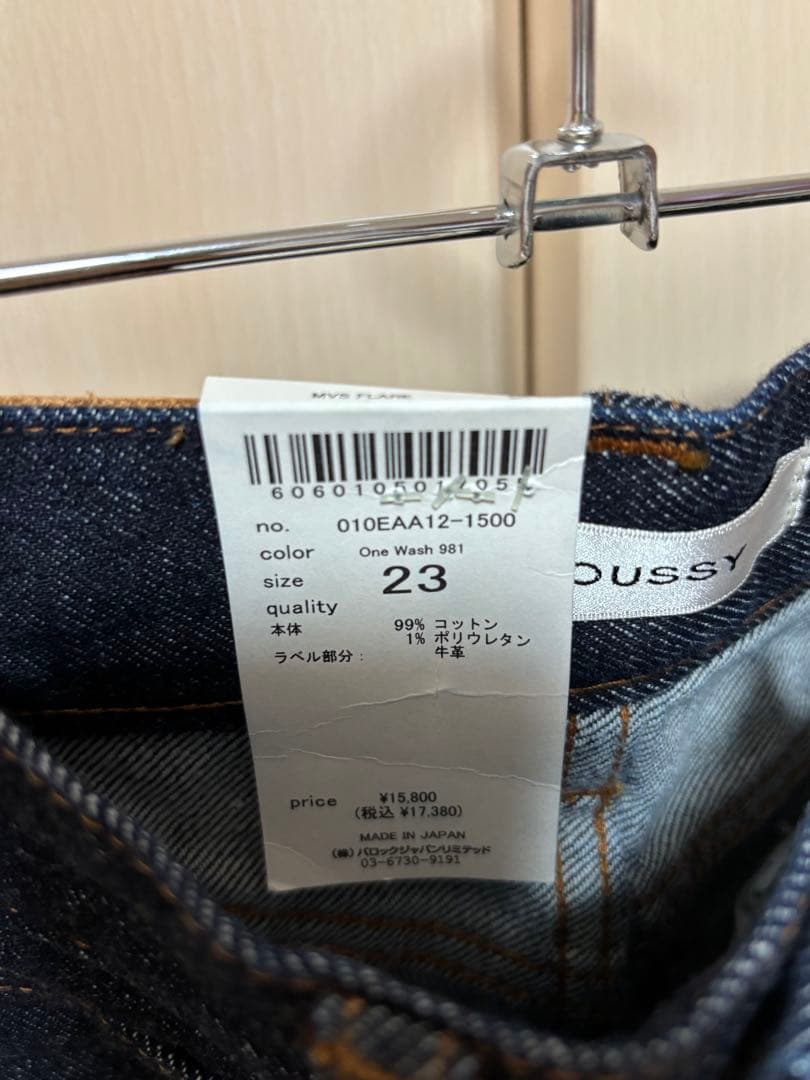 MVS FLARE
no. 010EAA12-1500
color One Wash 981
size 23
quality
本体 99% コットン
1% ポリウレタン
ラベル部分： 牛革
OUSSY
price ¥15,800
(税込 ¥17,380)
MADE IN JAPAN
（株）バロックジャパンリミテッド
03-6730-9191